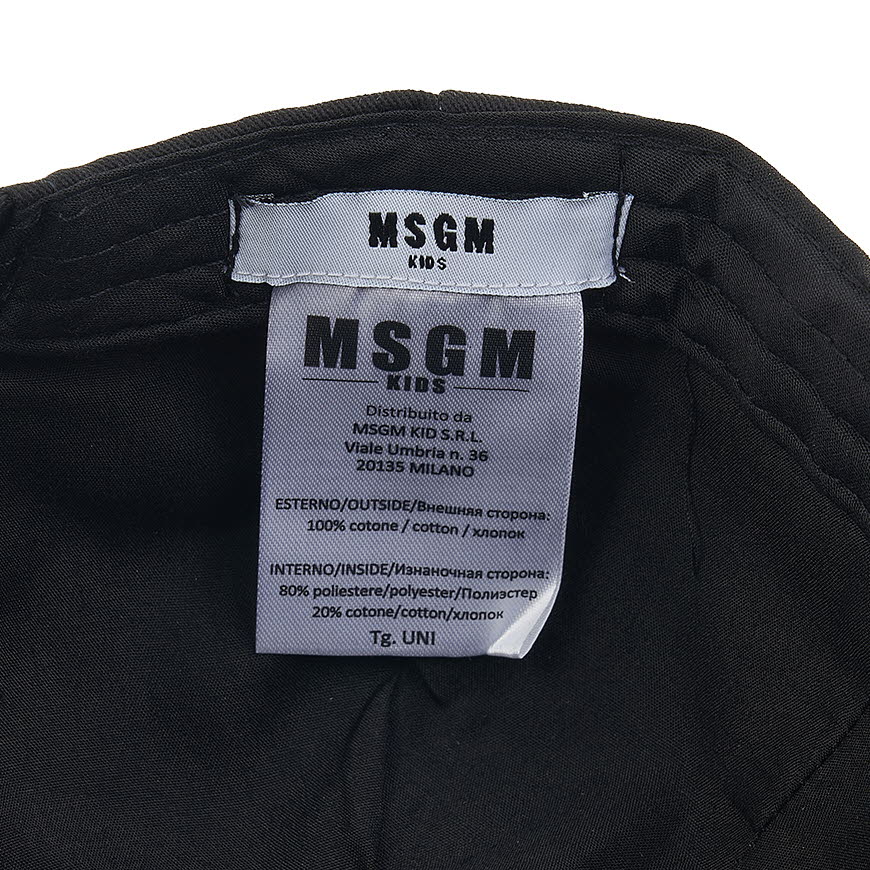 MSGM
KIDS
MSGM
KIDS
Distribuito da
MSGM KID S.R.L.
Viale Umbria n. 36
20135 MILANO
ESTERNO/OUTSIDE/Внешняя сторона:
100% cotone / cotton / хлопок
INTERNO/INSIDE/Изнаночная сторона:
80% poliestere/polyester/Полиэстер
20% cotone/cotton/хлопок
Tg. UNI